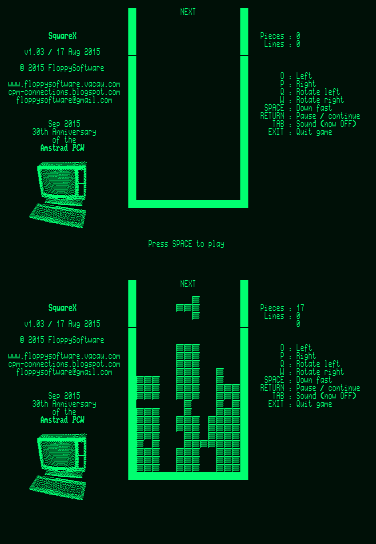 NEXT
SquareX
v1.03 / 17 Aug 2015
© 2015 FloppySoftware
www.floppysoftware.vacau.com
cpm-connections.blogspot.com
floppysoftware@gmail.com
Sep 2015
30th Anniversary
of the
Amstrad PCW
Pieces : 0
Lines : 0
O : Left
P : Right
Q : Rotate left
W : Rotate right
SPACE : Down fast
RETURN : Pause / continue
TAB : Sound (now OFF)
EXIT : Quit game
Press SPACE to play
NEXT
SquareX
v1.03 / 17 Aug 2015
© 2015 FloppySoftware
www.floppysoftware.vacau.com
cpm-connections.blogspot.com
floppysoftware@gmail.com
Sep 2015
30th Anniversary
of the
Amstrad PCW
Pieces : 17
Lines : 0
0
O : Left
P : Right
Q : Rotate left
W : Rotate right
SPACE : Down fast
RETURN : Pause / continue
TAB : Sound (now OFF)
EXIT : Quit game